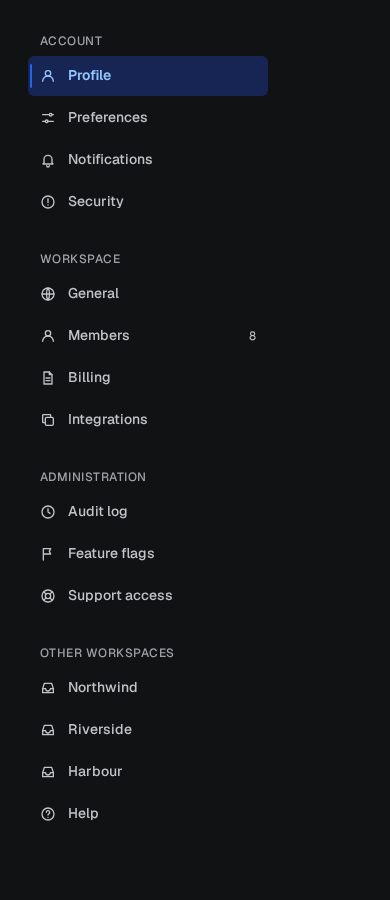 ACCOUNT
Profile
Preferences
Notifications
Security
WORKSPACE
General
Members 8
Billing
Integrations
ADMINISTRATION
Audit log
Feature flags
Support access
OTHER WORKSPACES
Northwind
Riverside
Harbour
Help